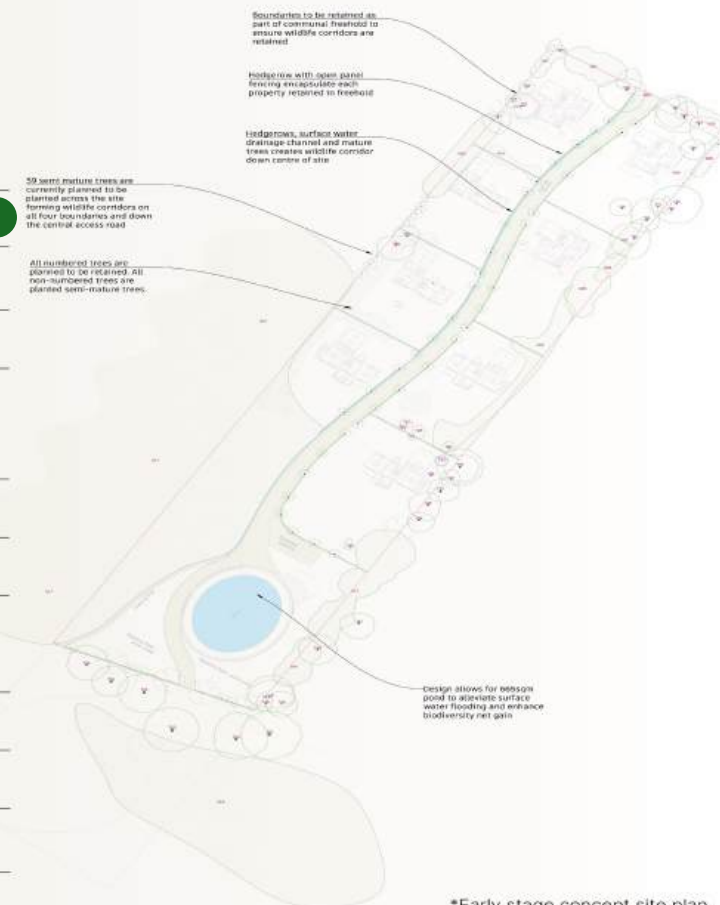 Boundaries to be retained as
part of communal freehold to
ensure wildlife corridors are
retained
Hedgerow with open panel
fencing encapsulate each
property retained in freehold
Hedgerows, surface water
drainage channel and mature
trees creates wildlife corridor
down centre of site
59 semi mature trees are
currently planned to be
planted across the site
forming wildlife corridors on
all four boundaries and down
the central access road
All numbered trees are
planned to be retained. All
non-numbered trees are
planted semi-mature trees.
Design allows for 665sqm
pond to alleviate surface
water flooding and enhance
biodiversity net gain
*Early stage concept site plan